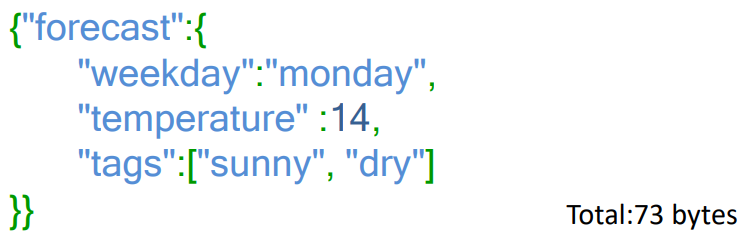 {"forecast":{
"weekday":"monday",
"temperature" :14,
"tags":["sunny", "dry"]
}}
Total:73 bytes